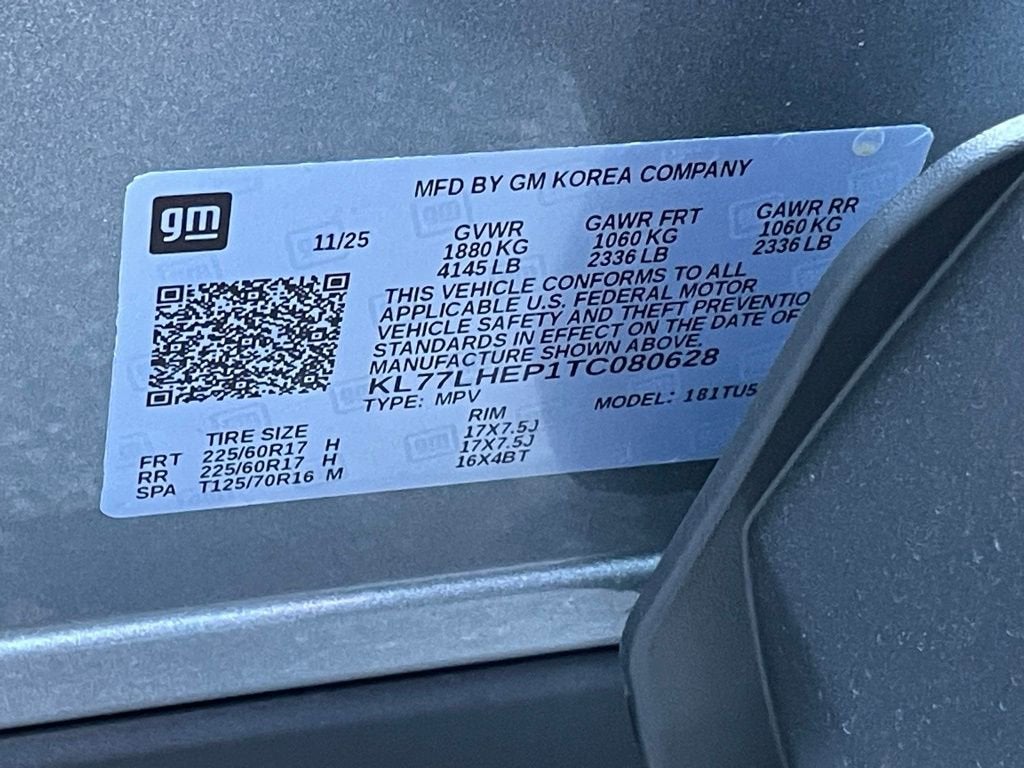 gm
MFD BY GM KOREA COMPANY
11/25
GVWR
1880 KG
4145 LB
GAWR FRT
1060 KG
2336 LB
GAWR RR
1060 KG
2336 LB
THIS VEHICLE CONFORMS TO ALL
APPLICABLE U.S. FEDERAL MOTOR
VEHICLE SAFETY AND THEFT PREVENTIO
STANDARDS IN EFFECT ON THE DATE OF
MANUFACTURE SHOWN ABOVE.
KL77LHEP1TC080628
TYPE: MPV MODEL: 181TU5
TIRE SIZE RIM
FRT 225/60R17 H 17X7.5J
RR 225/60R17 H 17X7.5J
SPA T125/70R16 M 16X4BT